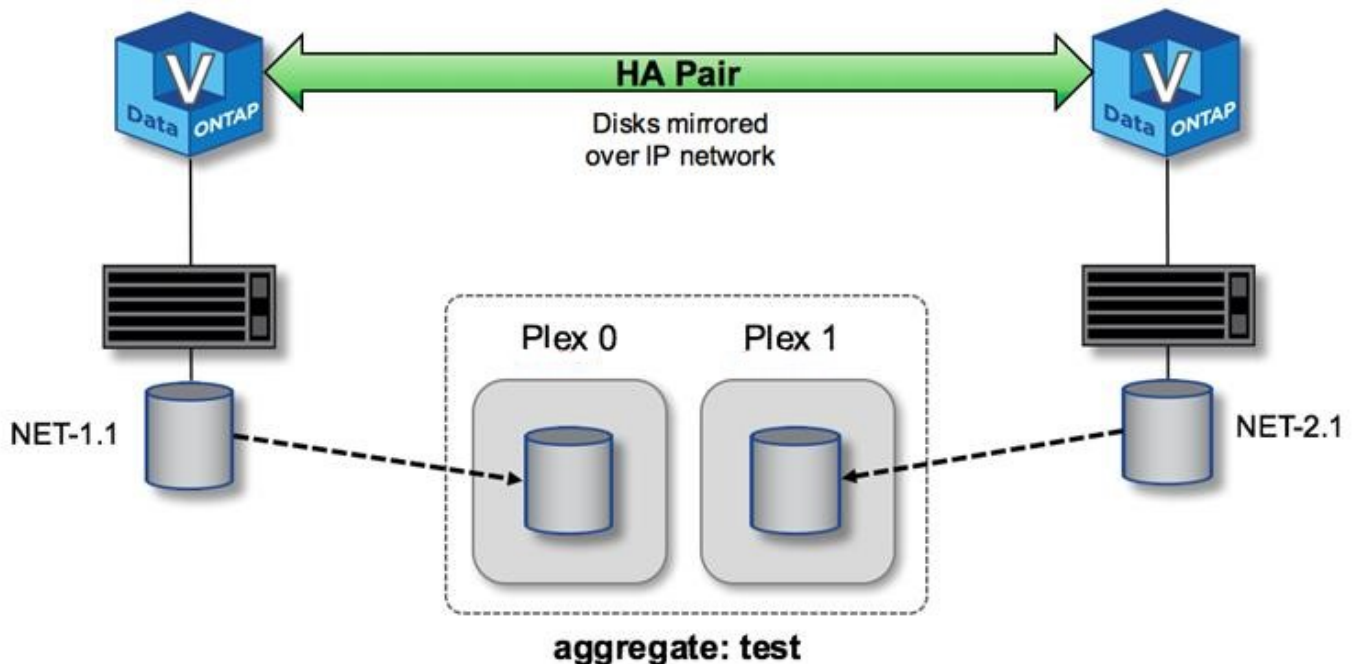 V
Data ONTAP
HA Pair
Disks mirrored
over IP network
V
Data ONTAP
Plex 0
Plex 1
NET-1.1
NET-2.1
aggregate: test